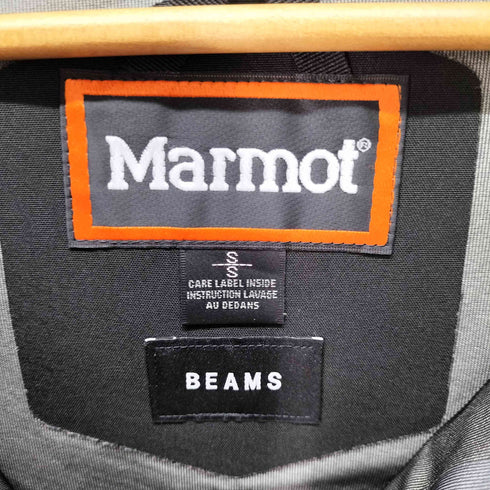 Marmot®
S
S
CARE LABEL INSIDE
INSTRUCTION LAVAGE
AU DEDANS
BEAMS